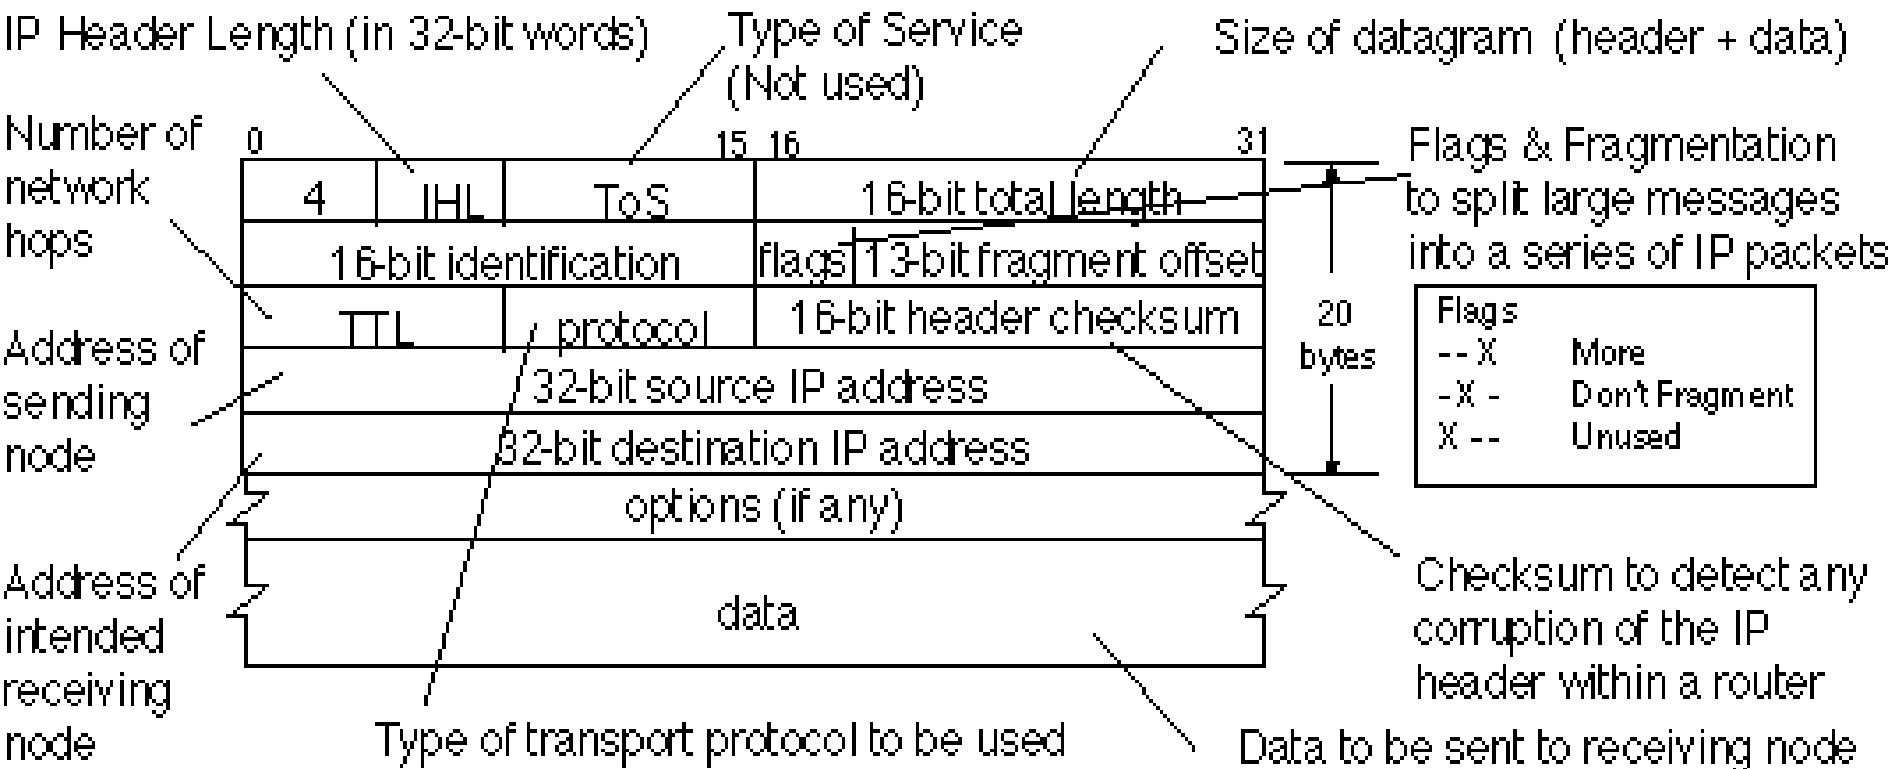 IP Header Length (in 32-bit words)
Type of Service
(Not used)
Size of datagram (header + data)
Number of
network
hops
0
15 16
31
Flags & Fragmentation
to split large messages
into a series of IP packets
4 IHL ToS 16-bit total length
16-bit identification flags 13-bit fragment offset
TTL protocol 16-bit header checksum
32-bit source IP address
32-bit destination IP address
options (if any)
data
20
bytes
Flags
- - X More
- X - Don't Fragment
X - - Unused
Address of
sending
node
Address of
intended
receiving
node
Type of transport protocol to be used
Checksum to detect any
corruption of the IP
header within a router
Data to be sent to receiving node